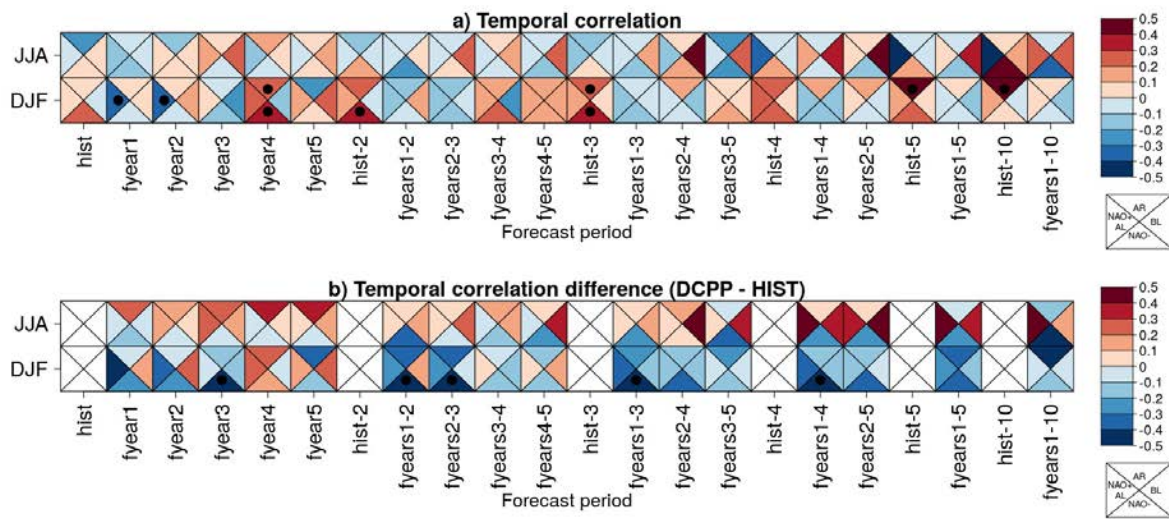 a) Temporal correlation
JJA
DJF
hist
fyear1
fyear2
fyear3
fyear4
fyear5
hist-2
fyears1-2
fyears2-3
fyears3-4
fyears4-5
hist-3
fyears1-3
fyears2-4
fyears3-5
hist-4
fyears1-4
fyears2-5
hist-5
fyears1-5
hist-10
fyears1-10
Forecast period
0.5
0.4
0.3
0.2
0.1
0
-0.1
-0.2
-0.3
-0.4
-0.5
AR
NAO+
AL
BL
NAO-
b) Temporal correlation difference (DCPP - HIST)
JJA
DJF
hist
fyear1
fyear2
fyear3
fyear4
fyear5
hist-2
fyears1-2
fyears2-3
fyears3-4
fyears4-5
hist-3
fyears1-3
fyears2-4
fyears3-5
hist-4
fyears1-4
fyears2-5
hist-5
fyears1-5
hist-10
fyears1-10
Forecast period
0.5
0.4
0.3
0.2
0.1
0
-0.1
-0.2
-0.3
-0.4
-0.5
AR
NAO+
AL
BL
NAO-